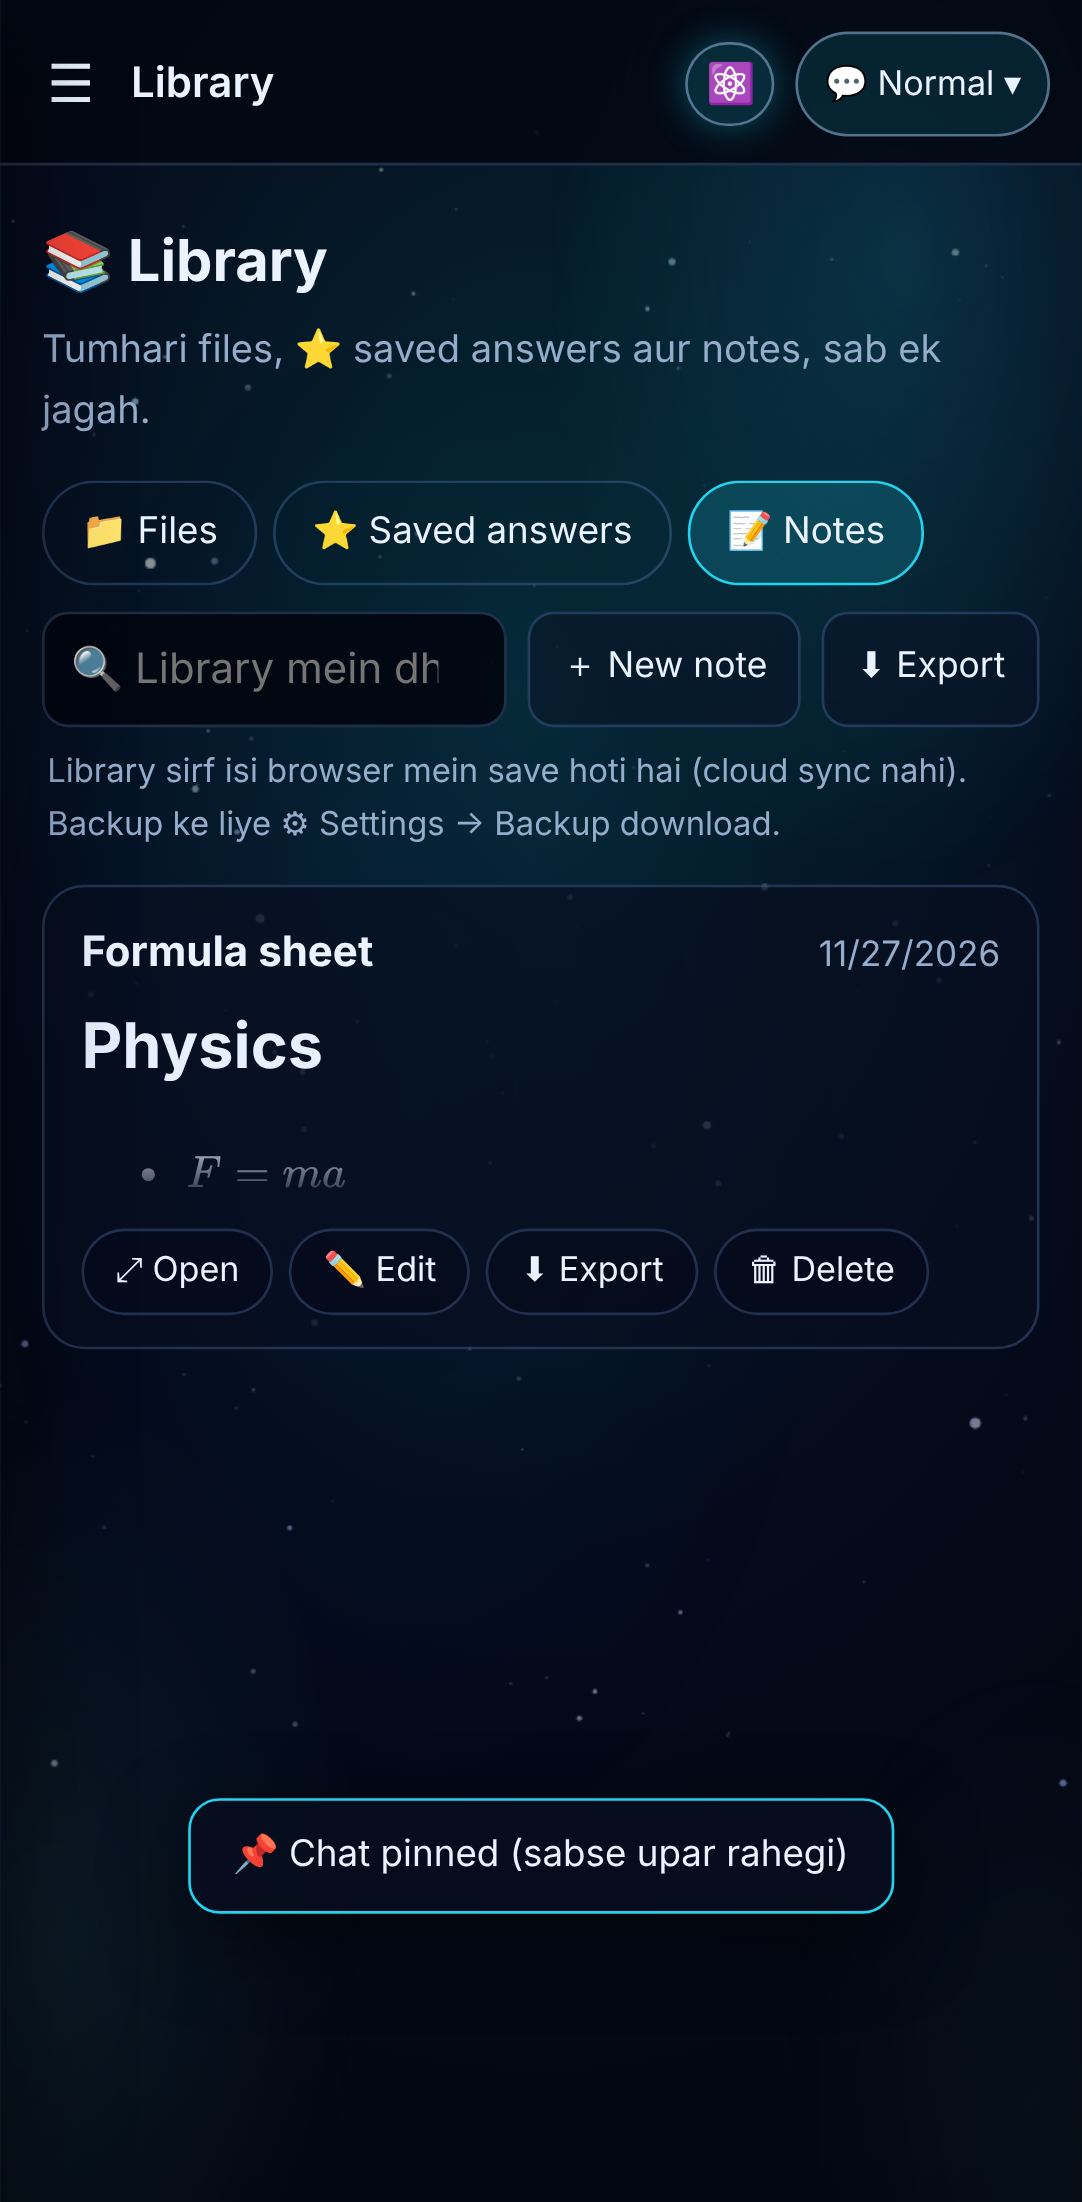 ☰ Library ⚛️ 💬 Normal ▾
📚 Library
Tumhari files, ⭐ saved answers aur notes, sab ek
jagah.
📁 Files ⭐ Saved answers 📝 Notes
🔍 Library mein dh + New note ⬇ Export
Library sirf isi browser mein save hoti hai (cloud sync nahi).
Backup ke liye ⚙ Settings → Backup download.
Formula sheet 11/27/2026
Physics
• F = ma
⤢ Open ✏️ Edit ⬇ Export 🗑 Delete
📌 Chat pinned (sabse upar rahegi)